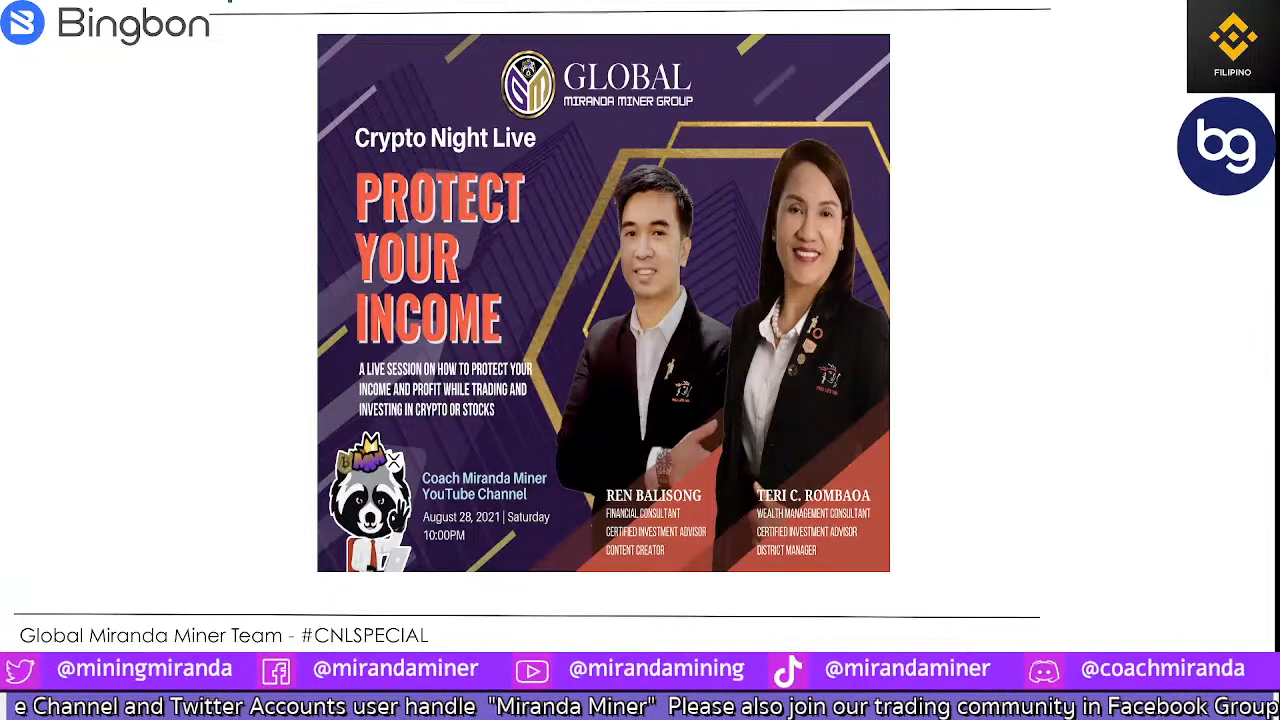 Bingbon
FILIPINO
bg
GLOBAL
MIRANDA MINER GROUP
Crypto Night Live
PROTECT
YOUR
INCOME
A LIVE SESSION ON HOW TO PROTECT YOUR
INCOME AND PROFIT WHILE TRADING AND
INVESTING IN CRYPTO OR STOCKS
Coach Miranda Miner
YouTube Channel
August 28, 2021 | Saturday
10:00PM
REN BALISONG
FINANCIAL CONSULTANT
CERTIFIED INVESTMENT ADVISOR
CONTENT CREATOR
TERI C. ROMBAOA
WEALTH MANAGEMENT CONSULTANT
CERTIFIED INVESTMENT ADVISOR
DISTRICT MANAGER
Global Miranda Miner Team - #CNLSPECIAL
@miningmiranda @mirandaminer @mirandamining @mirandaminer @coachmiranda
e Channel and Twitter Accounts user handle "Miranda Miner" Please also join our trading community in Facebook Group